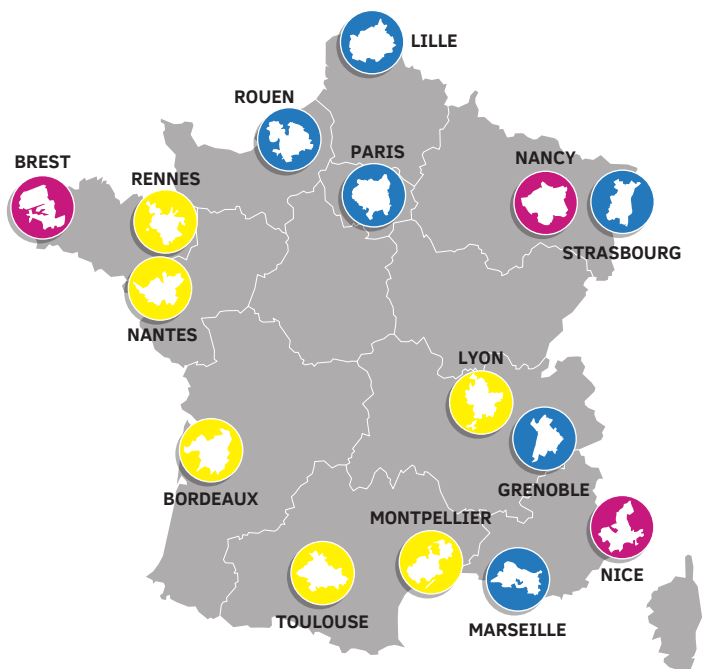 LILLE
ROUEN
PARIS
NANCY
BREST
RENNES
STRASBOURG
NANTES
LYON
BORDEAUX
GRENOBLE
MONTPELLIER
NICE
TOULOUSE
MARSEILLE